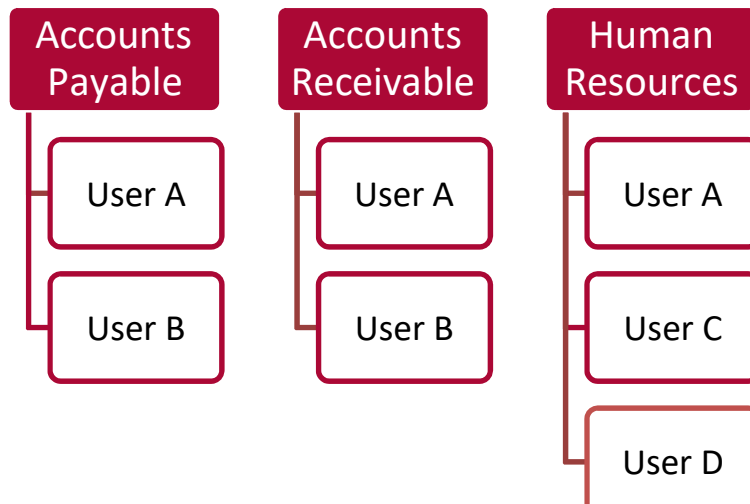 Accounts
Payable
User A
User B
Accounts
Receivable
User A
User B
Human
Resources
User A
User C
User D